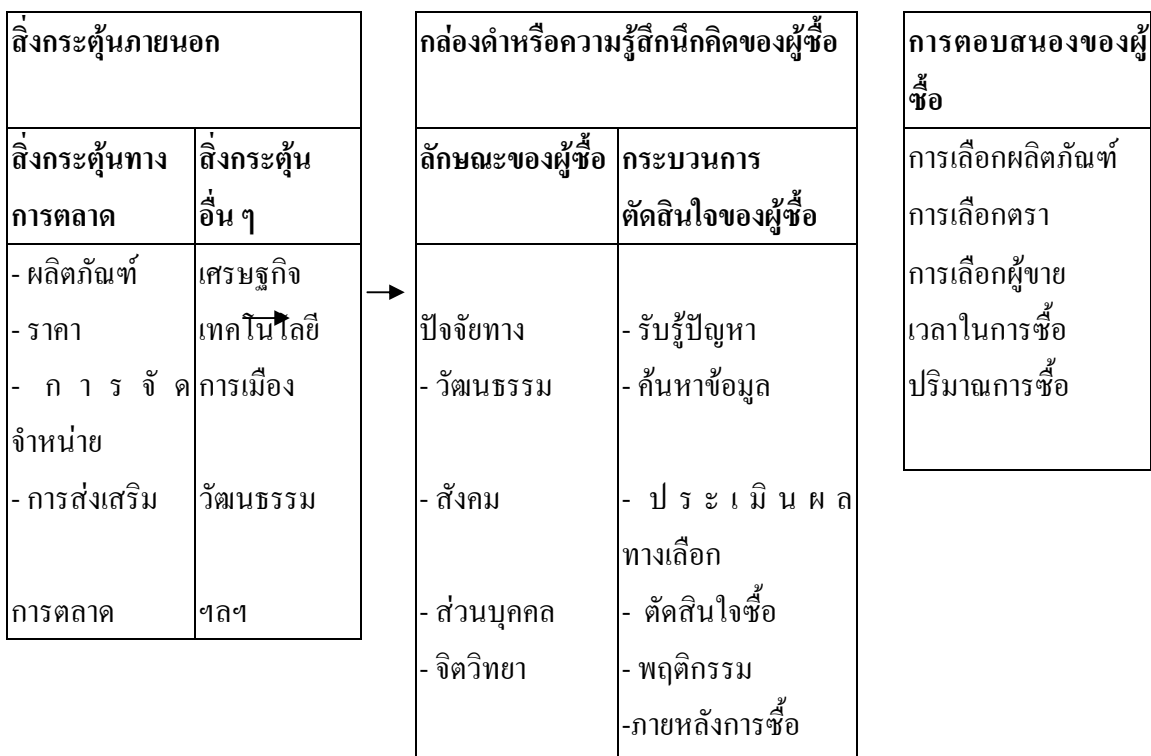 สิ่งกระตุ้นภายนอก
สิ่งกระตุ้นทาง
การตลาด
สิ่งกระตุ้น
อื่น ๆ
- ผลิตภัณฑ์
- ราคา
- การจัด
จำหน่าย
- การส่งเสริม
การตลาด
เศรษฐกิจ
เทคโนโลยี
การเมือง
วัฒนธรรม
ฯลฯ
กล่องดำหรือความรู้สึกนึกคิดของผู้ซื้อ
ลักษณะของผู้ซื้อ
กระบวนการ
ตัดสินใจของผู้ซื้อ
ปัจจัยทาง
- วัฒนธรรม
- สังคม
- ส่วนบุคคล
- จิตวิทยา
- รับรู้ปัญหา
- ค้นหาข้อมูล
- ประเมินผล
ทางเลือก
- ตัดสินใจซื้อ
- พฤติกรรม
-ภายหลังการซื้อ
การตอบสนองของผู้
ซื้อ
การเลือกผลิตภัณฑ์
การเลือกตรา
การเลือกผู้ขาย
เวลาในการซื้อ
ปริมาณการซื้อ